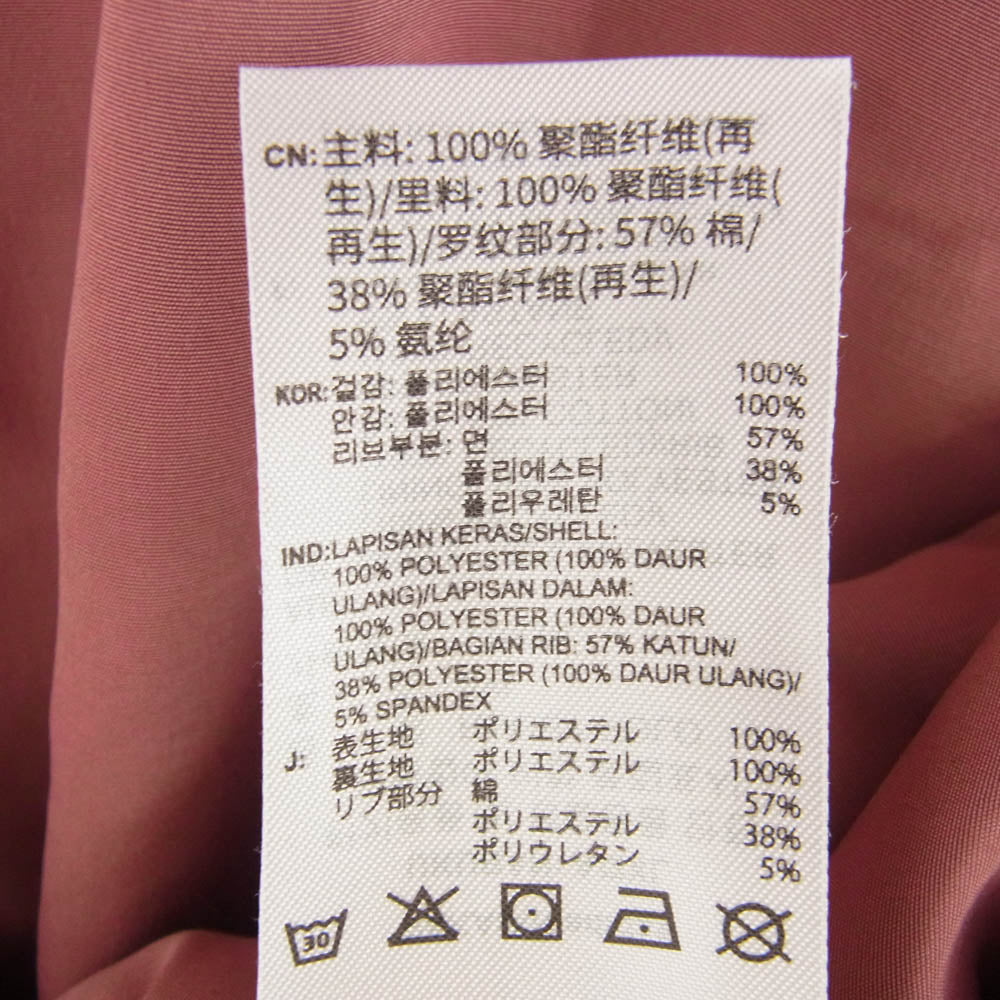 CN:主料: 100% 聚酯纤维(再
生)/里料: 100% 聚酯纤维(
再生)/罗纹部分: 57% 棉/
38% 聚酯纤维(再生)/
5% 氨纶
KOR:겉감: 폴리에스터 100%
안감: 폴리에스터 100%
리브부분: 면 57%
폴리에스터 38%
폴리우레탄 5%
IND:LAPISAN KERAS/SHELL:
100% POLYESTER (100% DAUR
ULANG)/LAPISAN DALAM:
100% POLYESTER (100% DAUR
ULANG)/BAGIAN RIB: 57% KATUN/
38% POLYESTER (100% DAUR ULANG)/
5% SPANDEX
J: 表生地 ポリエステル 100%
裏生地 ポリエステル 100%
リブ部分 綿 57%
ポリエステル 38%
ポリウレタン 5%
30